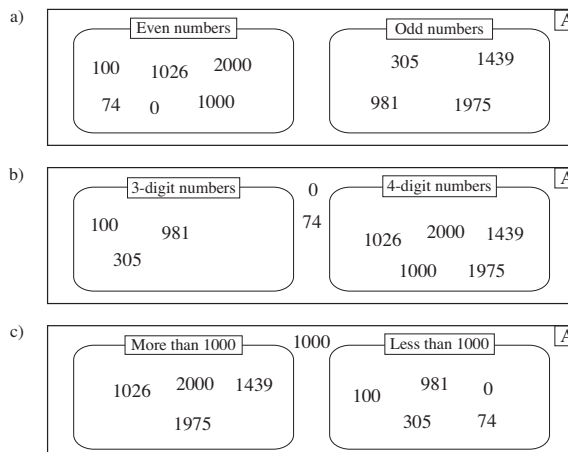 a) Even numbers Odd numbers A
100 1026 2000 305 1439
74 0 1000 981 1975
b) 3-digit numbers 0 4-digit numbers A
100 981 74 1026 2000 1439
305 1000 1975
c) More than 1000 1000 Less than 1000 A
1026 2000 1439 100 981 0
1975 305 74